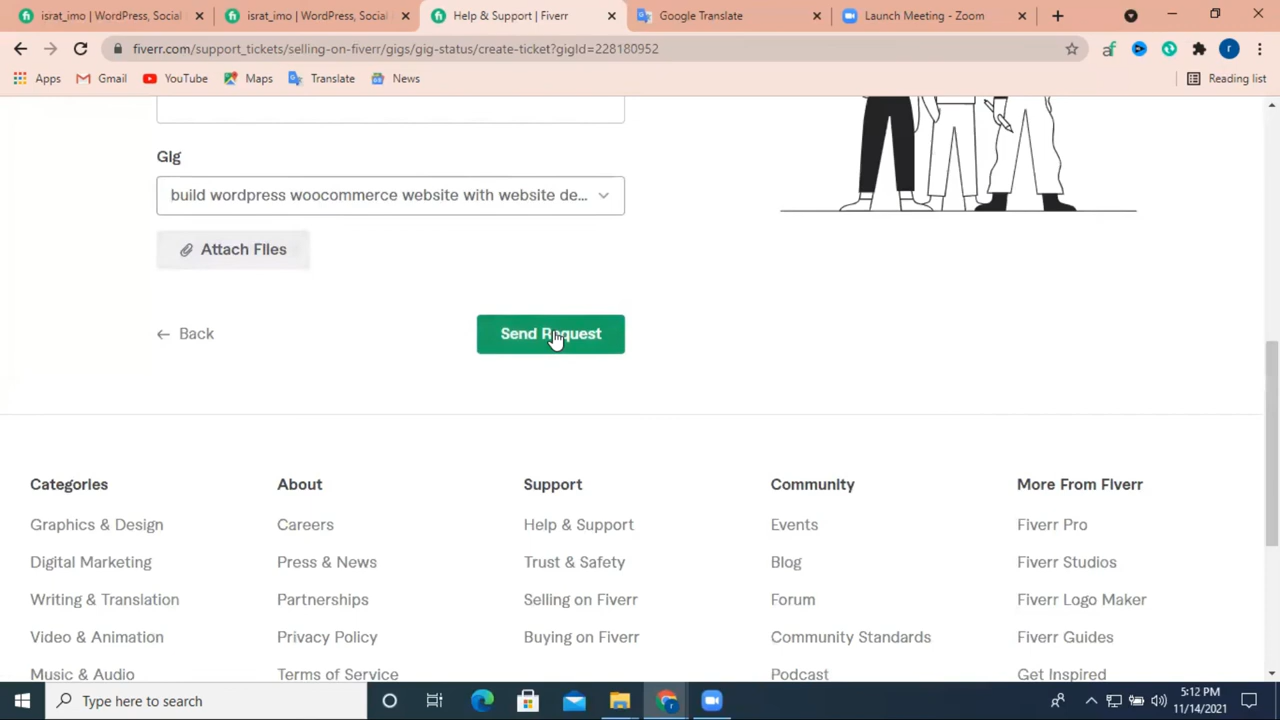 israt_imo | WordPress, Social
israt_imo | WordPress, Social
Help & Support | Fiverr
Google Translate
Launch Meeting - Zoom
fiverr.com/support_tickets/selling-on-fiverr/gigs/gig-status/create-ticket?gigId=228180952
Apps
Gmail
YouTube
Maps
Translate
News
Reading list
GIg
build wordpress woocommerce website with website de...
Attach FIles
Back
Send Request
Categories
About
Support
Community
More From Fiverr
Graphics & Design
Careers
Help & Support
Events
Fiverr Pro
Digital Marketing
Press & News
Trust & Safety
Blog
Fiverr Studios
Writing & Translation
Partnerships
Selling on Fiverr
Forum
Fiverr Logo Maker
Video & Animation
Privacy Policy
Buying on Fiverr
Community Standards
Fiverr Guides
Music & Audio
Terms of Service
Podcast
Get Inspired
Type here to search
5:12 PM
11/14/2021